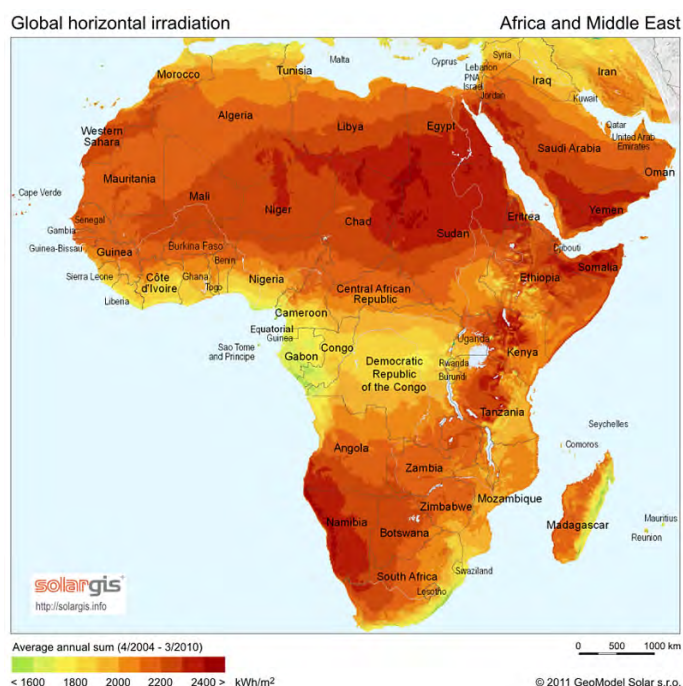 Global horizontal irradiation
Africa and Middle East
Malta
Cyprus
Syria
Lebanon
PNA
Israel
Jordan
Iraq
Iran
Kuwait
Morocco
Tunisia
Algeria
Libya
Egypt
Qatar
United Arab
Emirates
Western
Sahara
Saudi Arabia
Oman
Mauritania
Cape Verde
Mali
Niger
Chad
Sudan
Eritrea
Yemen
Senegal
Gambia
Guinea-Bissau
Guinea
Burkina Faso
Benin
Djibouti
Somalia
Ethiopia
Sierra Leone
Côte
d'Ivoire
Ghana
Togo
Nigeria
Liberia
Central African
Republic
Cameroon
Equatorial
Guinea
Sao Tome
and Principe
Gabon
Congo
Democratic
Republic
of the Congo
Uganda
Rwanda
Burundi
Kenya
Tanzania
Seychelles
Comoros
Angola
Zambia
Mozambique
Zimbabwe
Namibia
Botswana
Madagascar
Mauritius
Reunion
South Africa
Swaziland
Lesotho
solargis
http://solargis.info
Average annual sum (4/2004 - 3/2010)
0 500 1000 km
< 1600 1800 2000 2200 2400 > kWh/m²
© 2011 GeoModel Solar s.r.o.